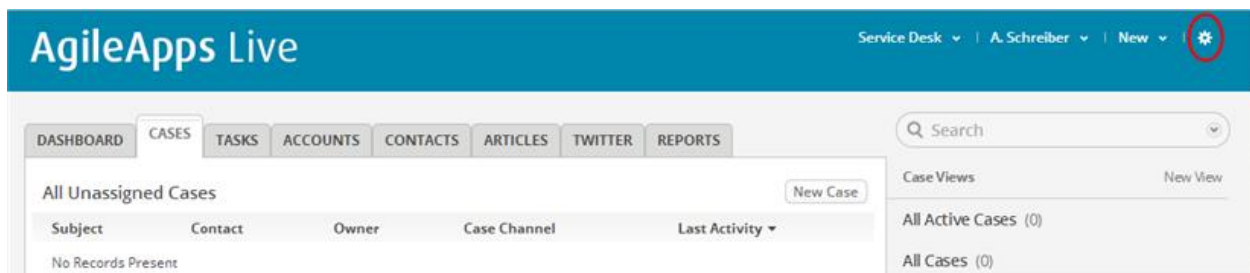 AgileApps Live
Service Desk | A. Schreiber | New |
DASHBOARD CASES TASKS ACCOUNTS CONTACTS ARTICLES TWITTER REPORTS
All Unassigned Cases New Case
Subject Contact Owner Case Channel Last Activity
No Records Present
Search
Case Views New View
All Active Cases (0)
All Cases (0)